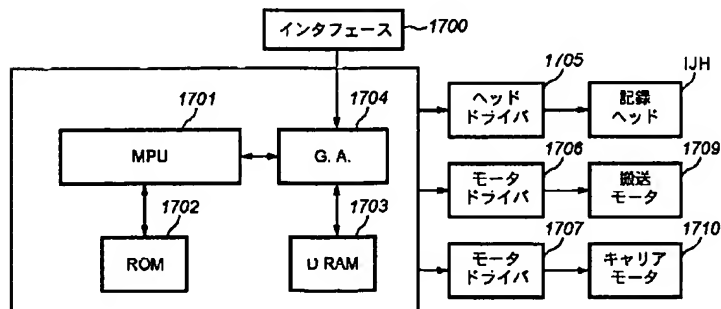 インタフェース
1700
1701
MPU
1704
G. A.
1702
ROM
1703
D RAM
1705
ヘッド
ドライバ
IJH
記録
ヘッド
1706
モータ
ドライバ
1709
搬送
モータ
1707
モータ
ドライバ
1710
キャリア
モータ